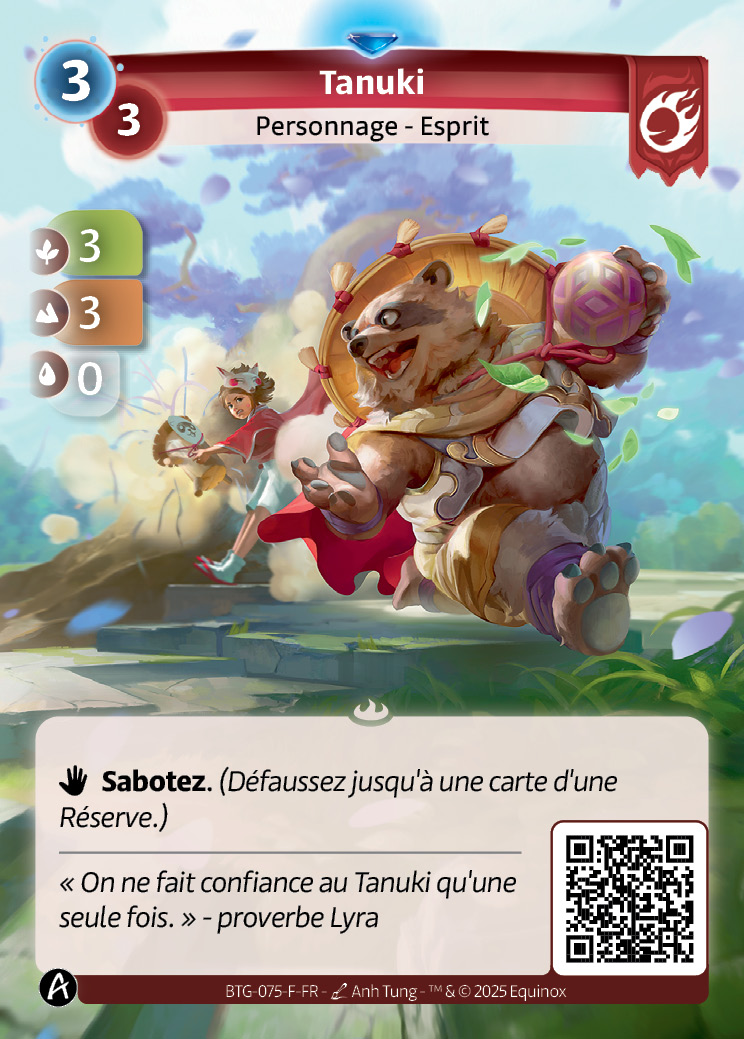 3
Tanuki
3
Personnage - Esprit
3
3
0
Sabotez. (Défaussez jusqu'à une carte d'une
Réserve.)
« On ne fait confiance au Tanuki qu'une
seule fois. » - proverbe Lyra
A
BTG-075-F-FR - Anh Tung - ™ & © 2025 Equinox